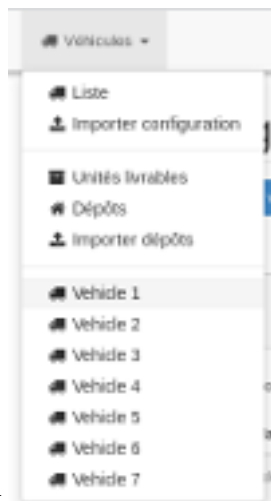 Véhicules
Liste
Importer configuration
Unités livrables
Dépôts
Importer dépôts
Vehicle 1
Vehicle 2
Vehicle 3
Vehicle 4
Vehicle 5
Vehicle 6
Vehicle 7